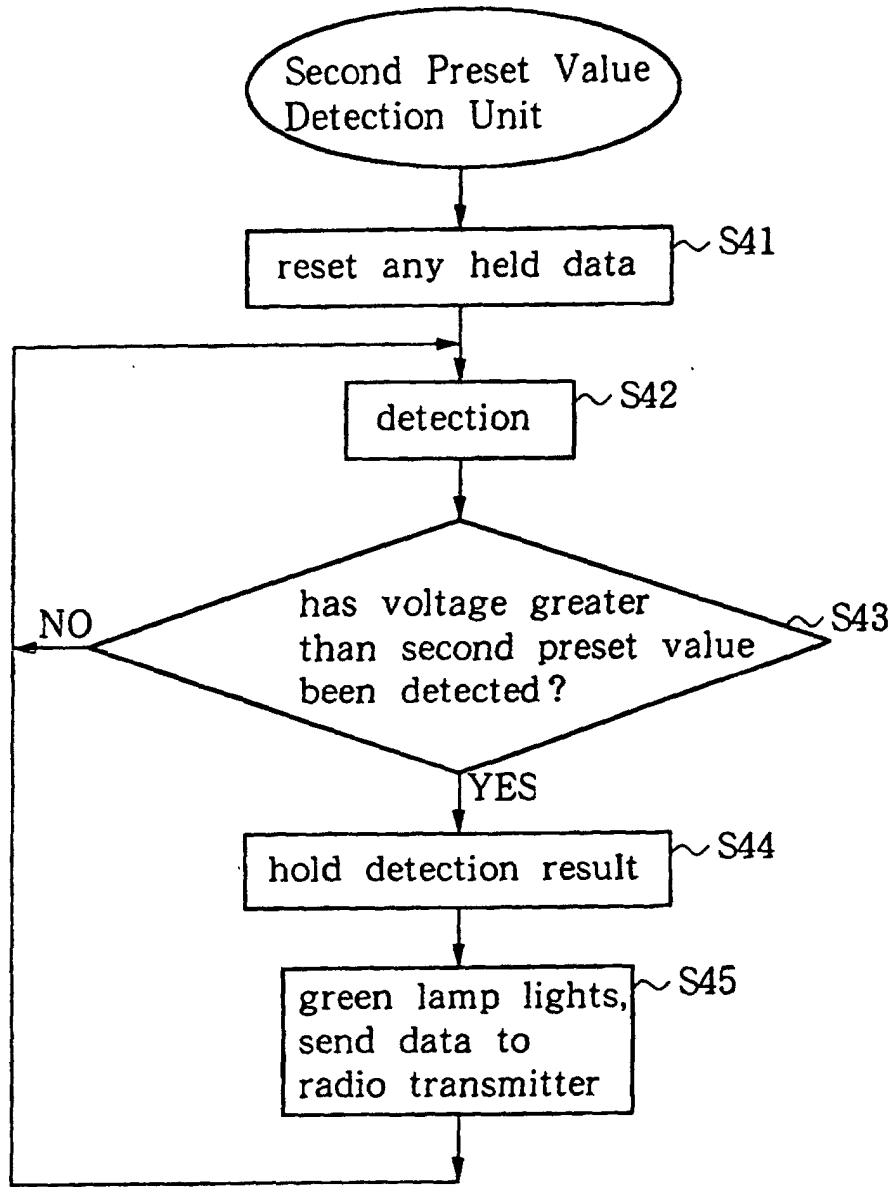 Second Preset Value
Detection Unit
S41
reset any held data
S42
detection
has voltage greater
than second preset value
been detected?
S43
NO
YES
S44
hold detection result
S45
green lamp lights,
send data to
radio transmitter